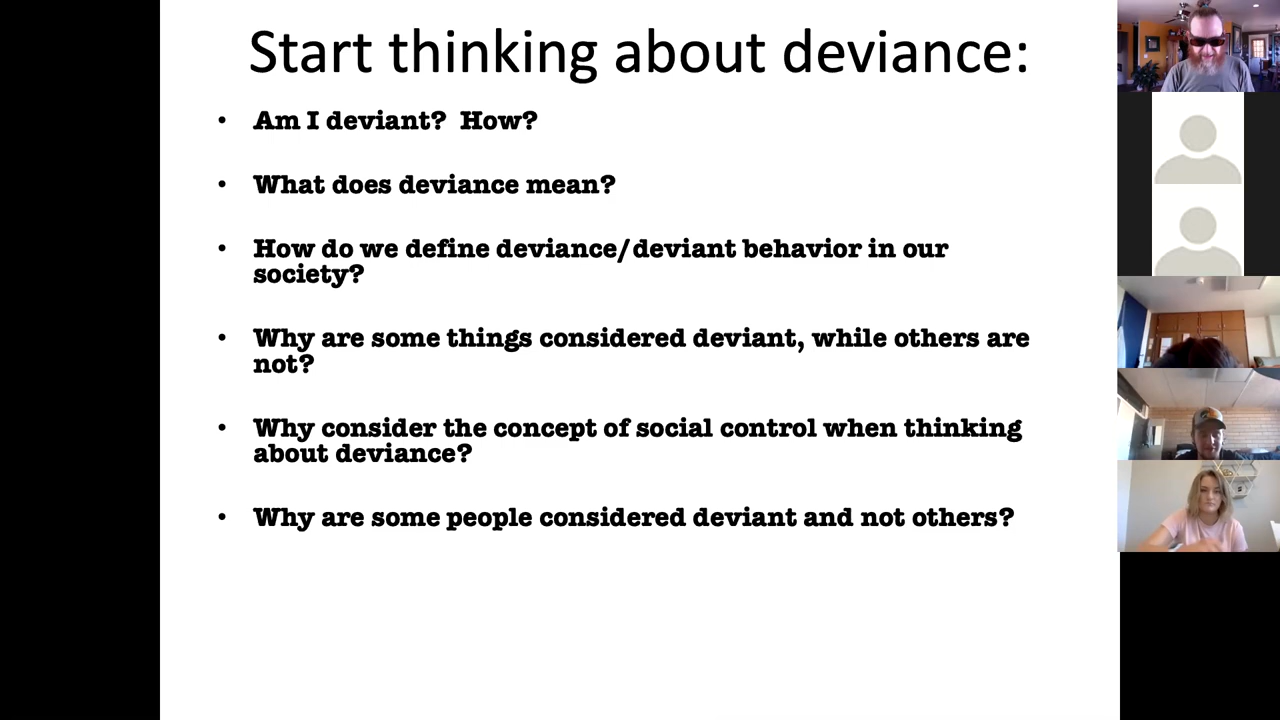 Start thinking about deviance:
• Am I deviant?  How?
• What does deviance mean?
• How do we define deviance/deviant behavior in our
society?
• Why are some things considered deviant, while others are
not?
• Why consider the concept of social control when thinking
about deviance?
• Why are some people considered deviant and not others?